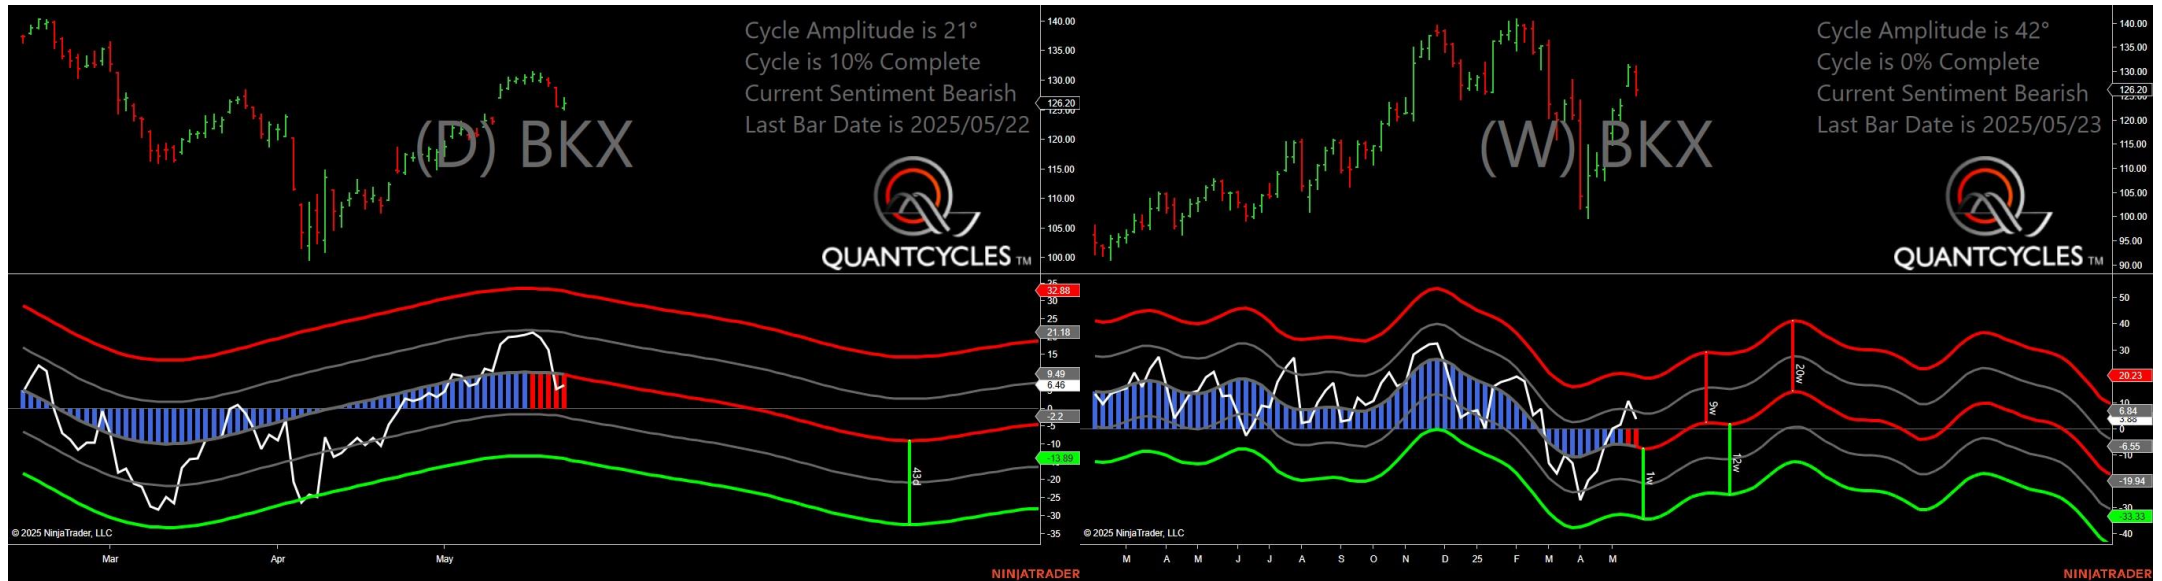 Cycle Amplitude is 21°
Cycle is 10% Complete
Current Sentiment Bearish
Last Bar Date is 2025/05/22
(D) BKX
QUANTCYCLES TM
140.00
135.00
130.00
126.20
120.00
115.00
110.00
105.00
100.00
32.88
30
25
21.18
15
9.49
6.46
-2.2
-5
-10
-13.89
-20
-25
-30
-35
43d
© 2025 NinjaTrader, LLC
Mar Apr May
NINJATRADER
Cycle Amplitude is 42°
Cycle is 0% Complete
Current Sentiment Bearish
Last Bar Date is 2025/05/23
(W) BKX
QUANTCYCLES TM
140.00
135.00
130.00
126.20
120.00
115.00
110.00
105.00
100.00
95.00
90.00
50
40
30
20.23
10
6.84
0
-6.55
-10
-19.94
-33.33
-40
9w
20w
1w
12w
© 2025 NinjaTrader, LLC
M A M J J A S O N D 25 F M A M
NINJATRADER